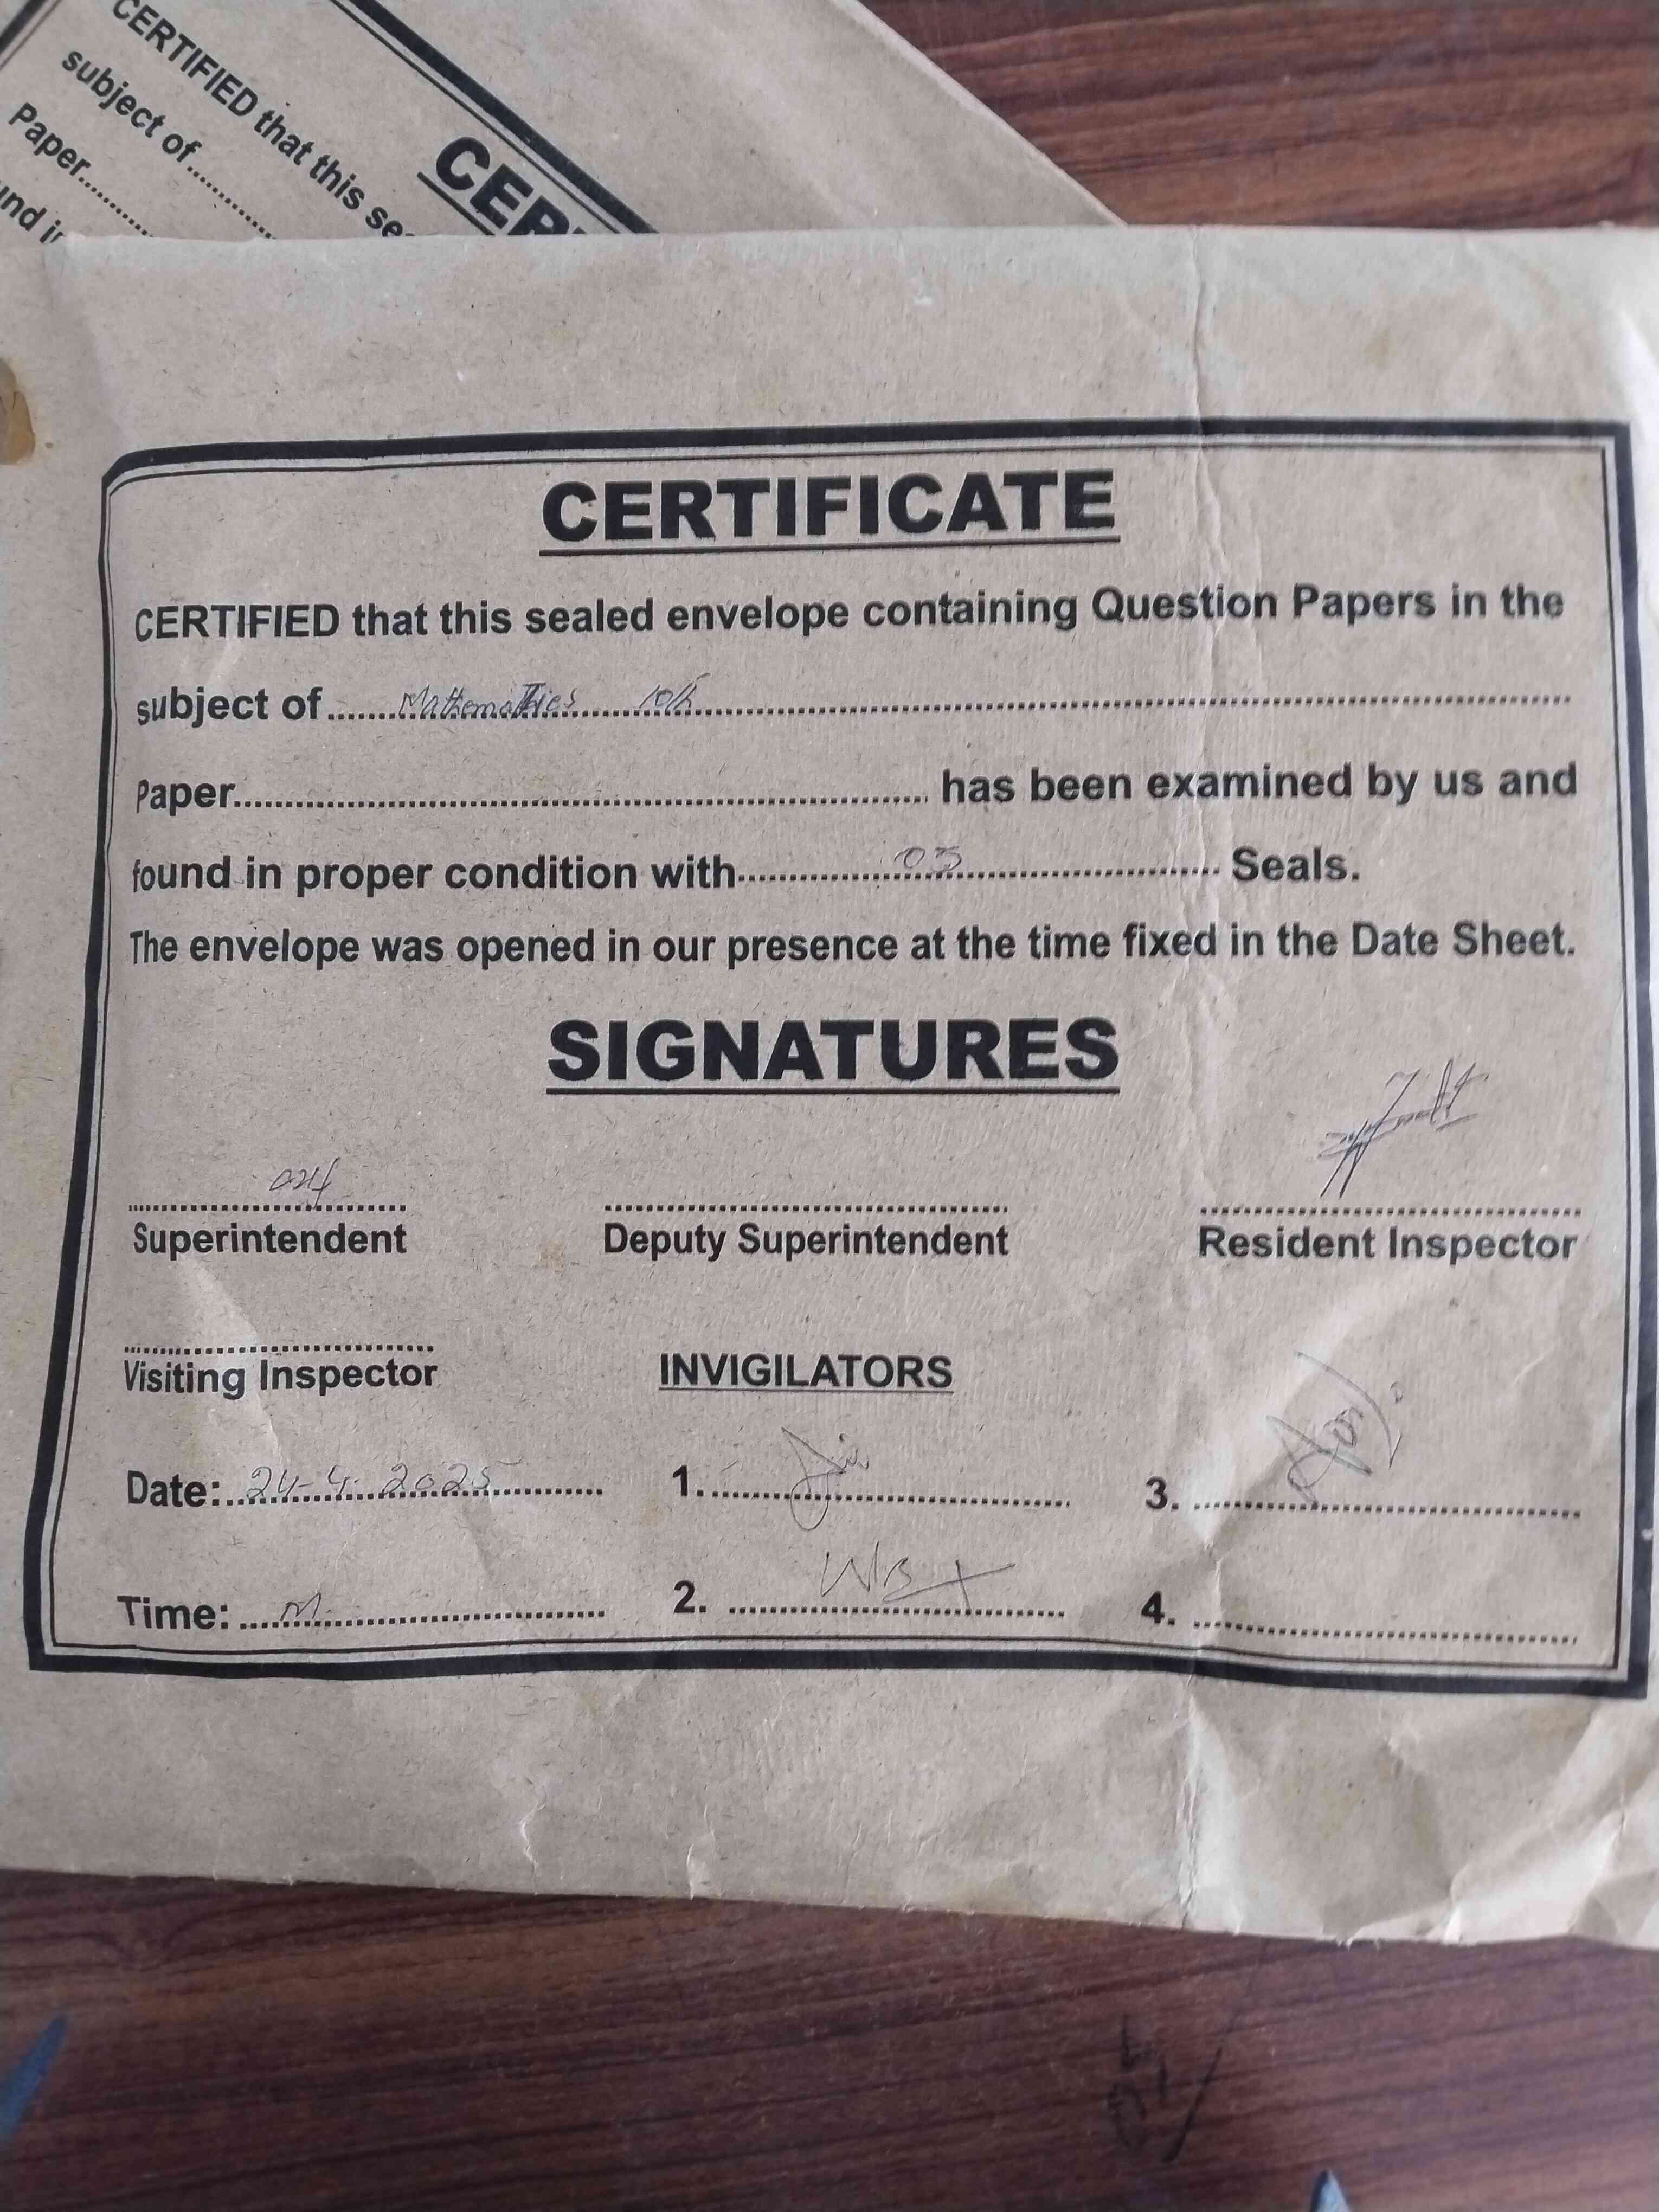 CERTIFIED that this se
subject of
Paper
CER
CERTIFICATE
CERTIFIED that this sealed envelope containing Question Papers in the
subject of Mathematics 10th
Paper has been examined by us and
found in proper condition with 03 Seals.
The envelope was opened in our presence at the time fixed in the Date Sheet.
SIGNATURES
Superintendent Deputy Superintendent Resident Inspector
Visiting Inspector INVIGILATORS
Date: 24-4-2025 1. 3.
Time: M 2. 4.